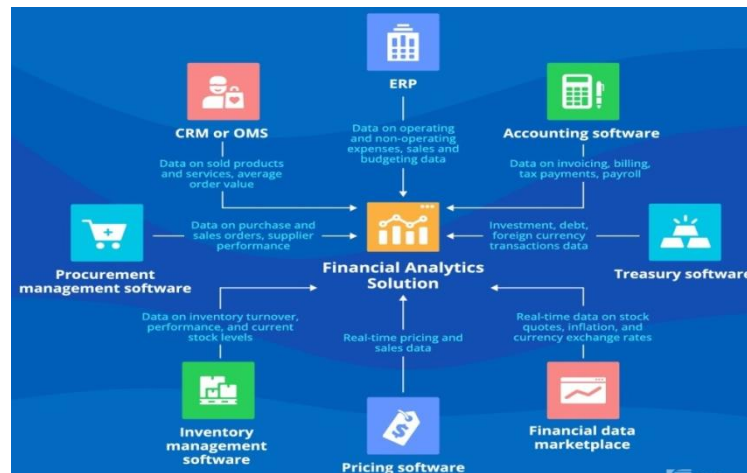 ERP
CRM or OMS
Accounting software
Data on operating
and non-operating
expenses, sales and
budgeting data
Data on sold products
and services, average
order value
Data on invoicing, billing,
tax payments, payroll
Data on purchase and
sales orders, supplier
performance
Investment, debt,
foreign currency
transactions data
Procurement
management software
Financial Analytics
Solution
Treasury software
Data on inventory turnover,
performance, and current
stock levels
Real-time pricing and
sales data
Real-time data on stock
quotes, inflation, and
currency exchange rates
Inventory
management
software
Pricing software
Financial data
marketplace